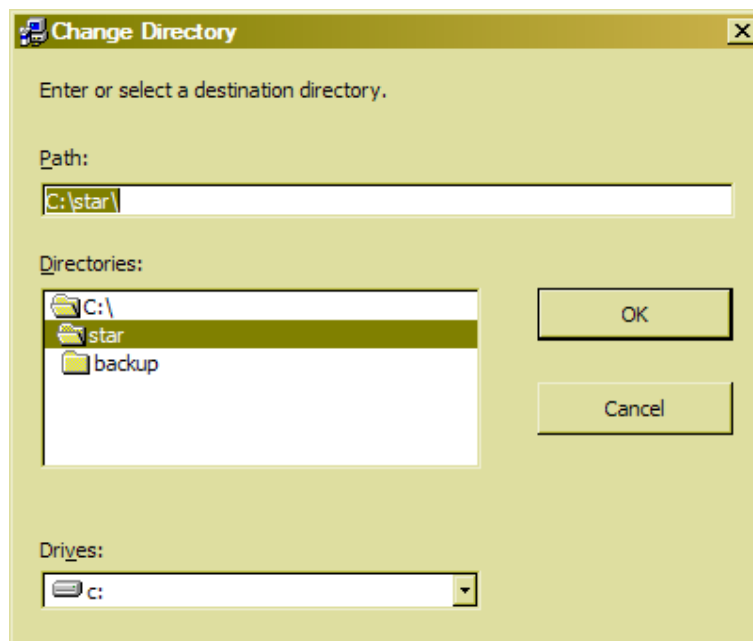 Change Directory
Enter or select a destination directory.
Path:
C:\star\
Directories:
C:\
star
backup
OK
Cancel
Drives:
c: